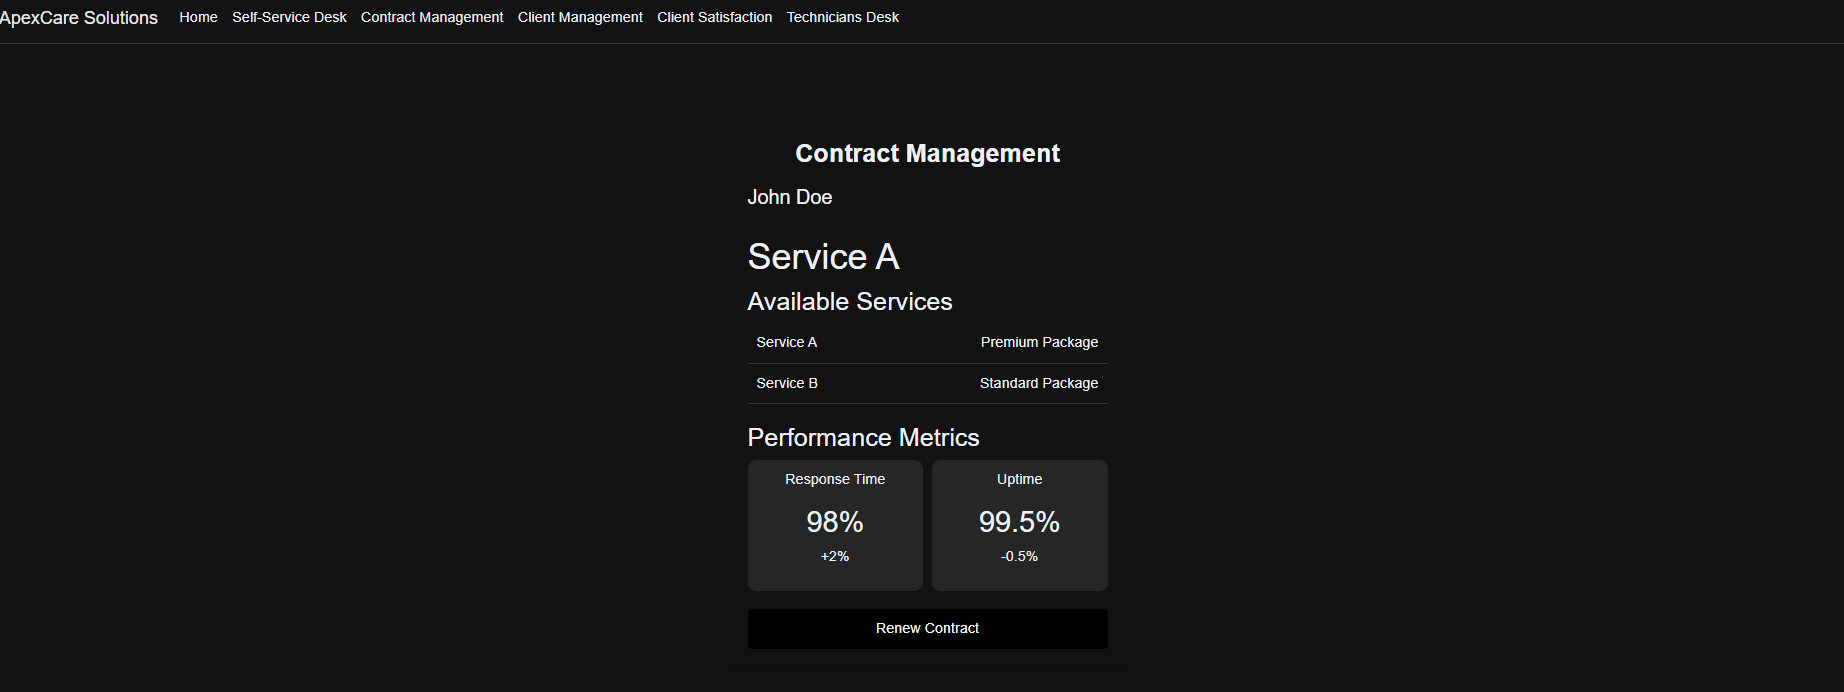 ApexCare Solutions Home Self-Service Desk Contract Management Client Management Client Satisfaction Technicians Desk
Contract Management
John Doe
Service A
Available Services
Service A Premium Package
Service B Standard Package
Performance Metrics
Response Time Uptime
98% 99.5%
+2% -0.5%
Renew Contract